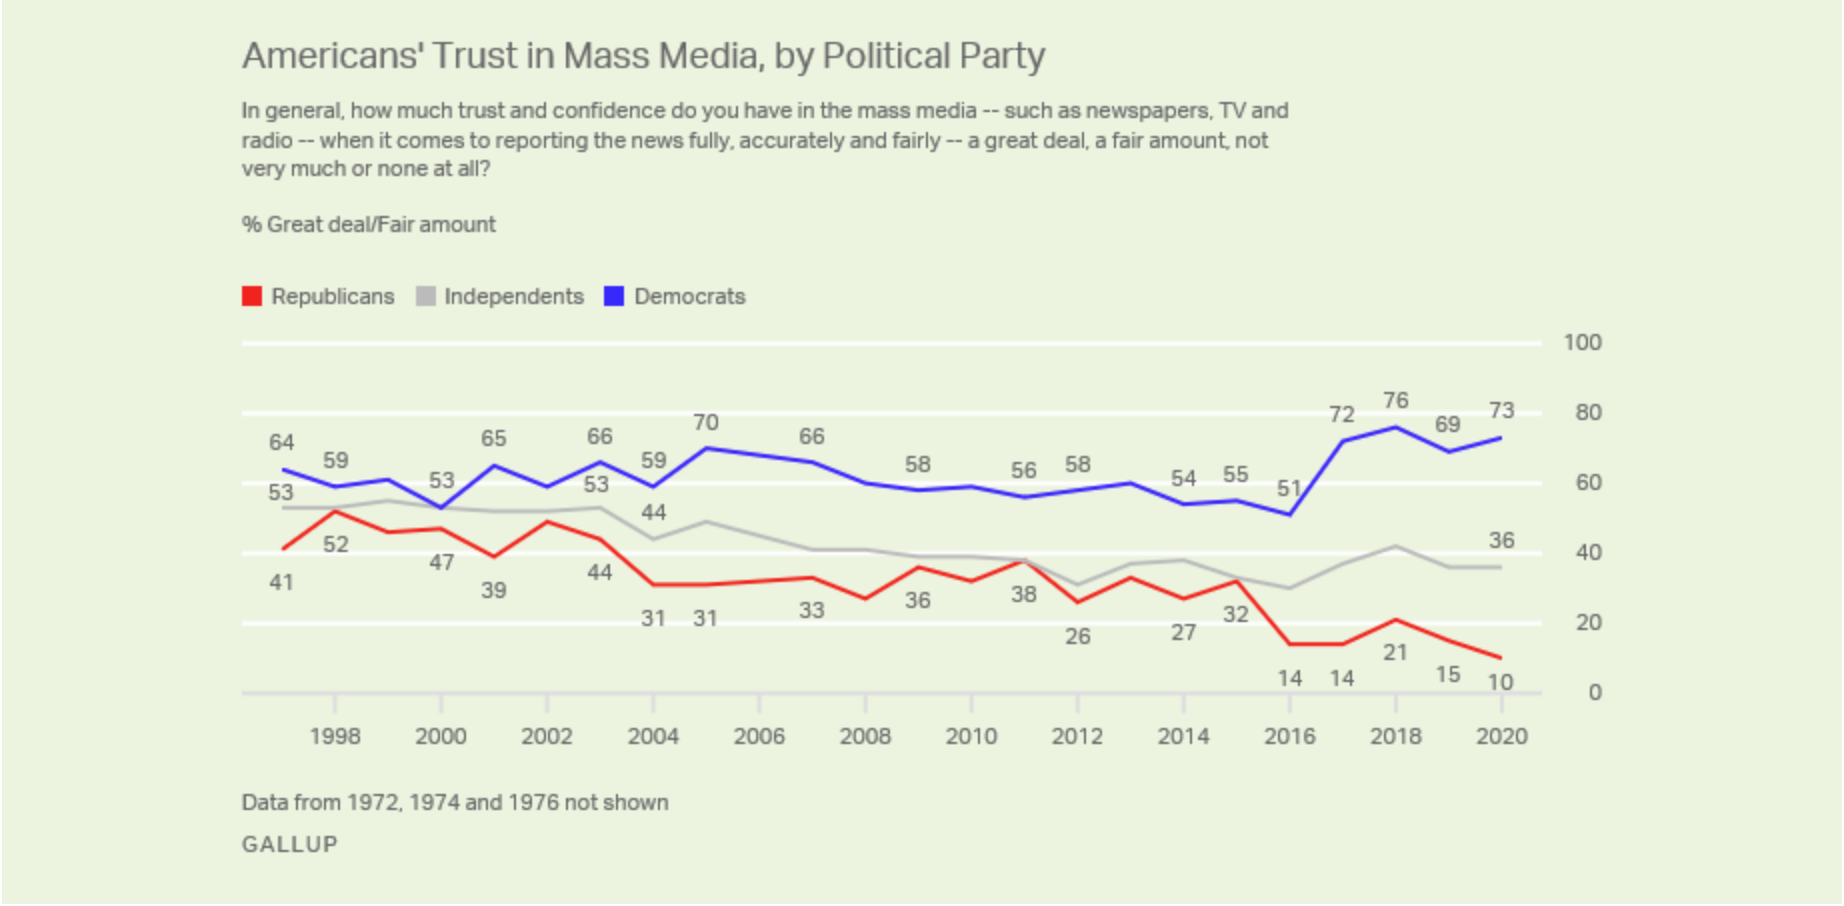 Americans' Trust in Mass Media, by Political Party
In general, how much trust and confidence do you have in the mass media -- such as newspapers, TV and
radio -- when it comes to reporting the news fully, accurately and fairly -- a great deal, a fair amount, not
very much or none at all?
% Great deal/Fair amount
Republicans Independents Democrats
100
80
60
40
20
0
64 59 53 65 66 59 70 66 58 56 58 54 55 51 72 76 69 73
53 53 44 36
41 52 47 39 44 31 31 33 36 38 26 27 32 14 14 21 15 10
1998 2000 2002 2004 2006 2008 2010 2012 2014 2016 2018 2020
Data from 1972, 1974 and 1976 not shown
GALLUP